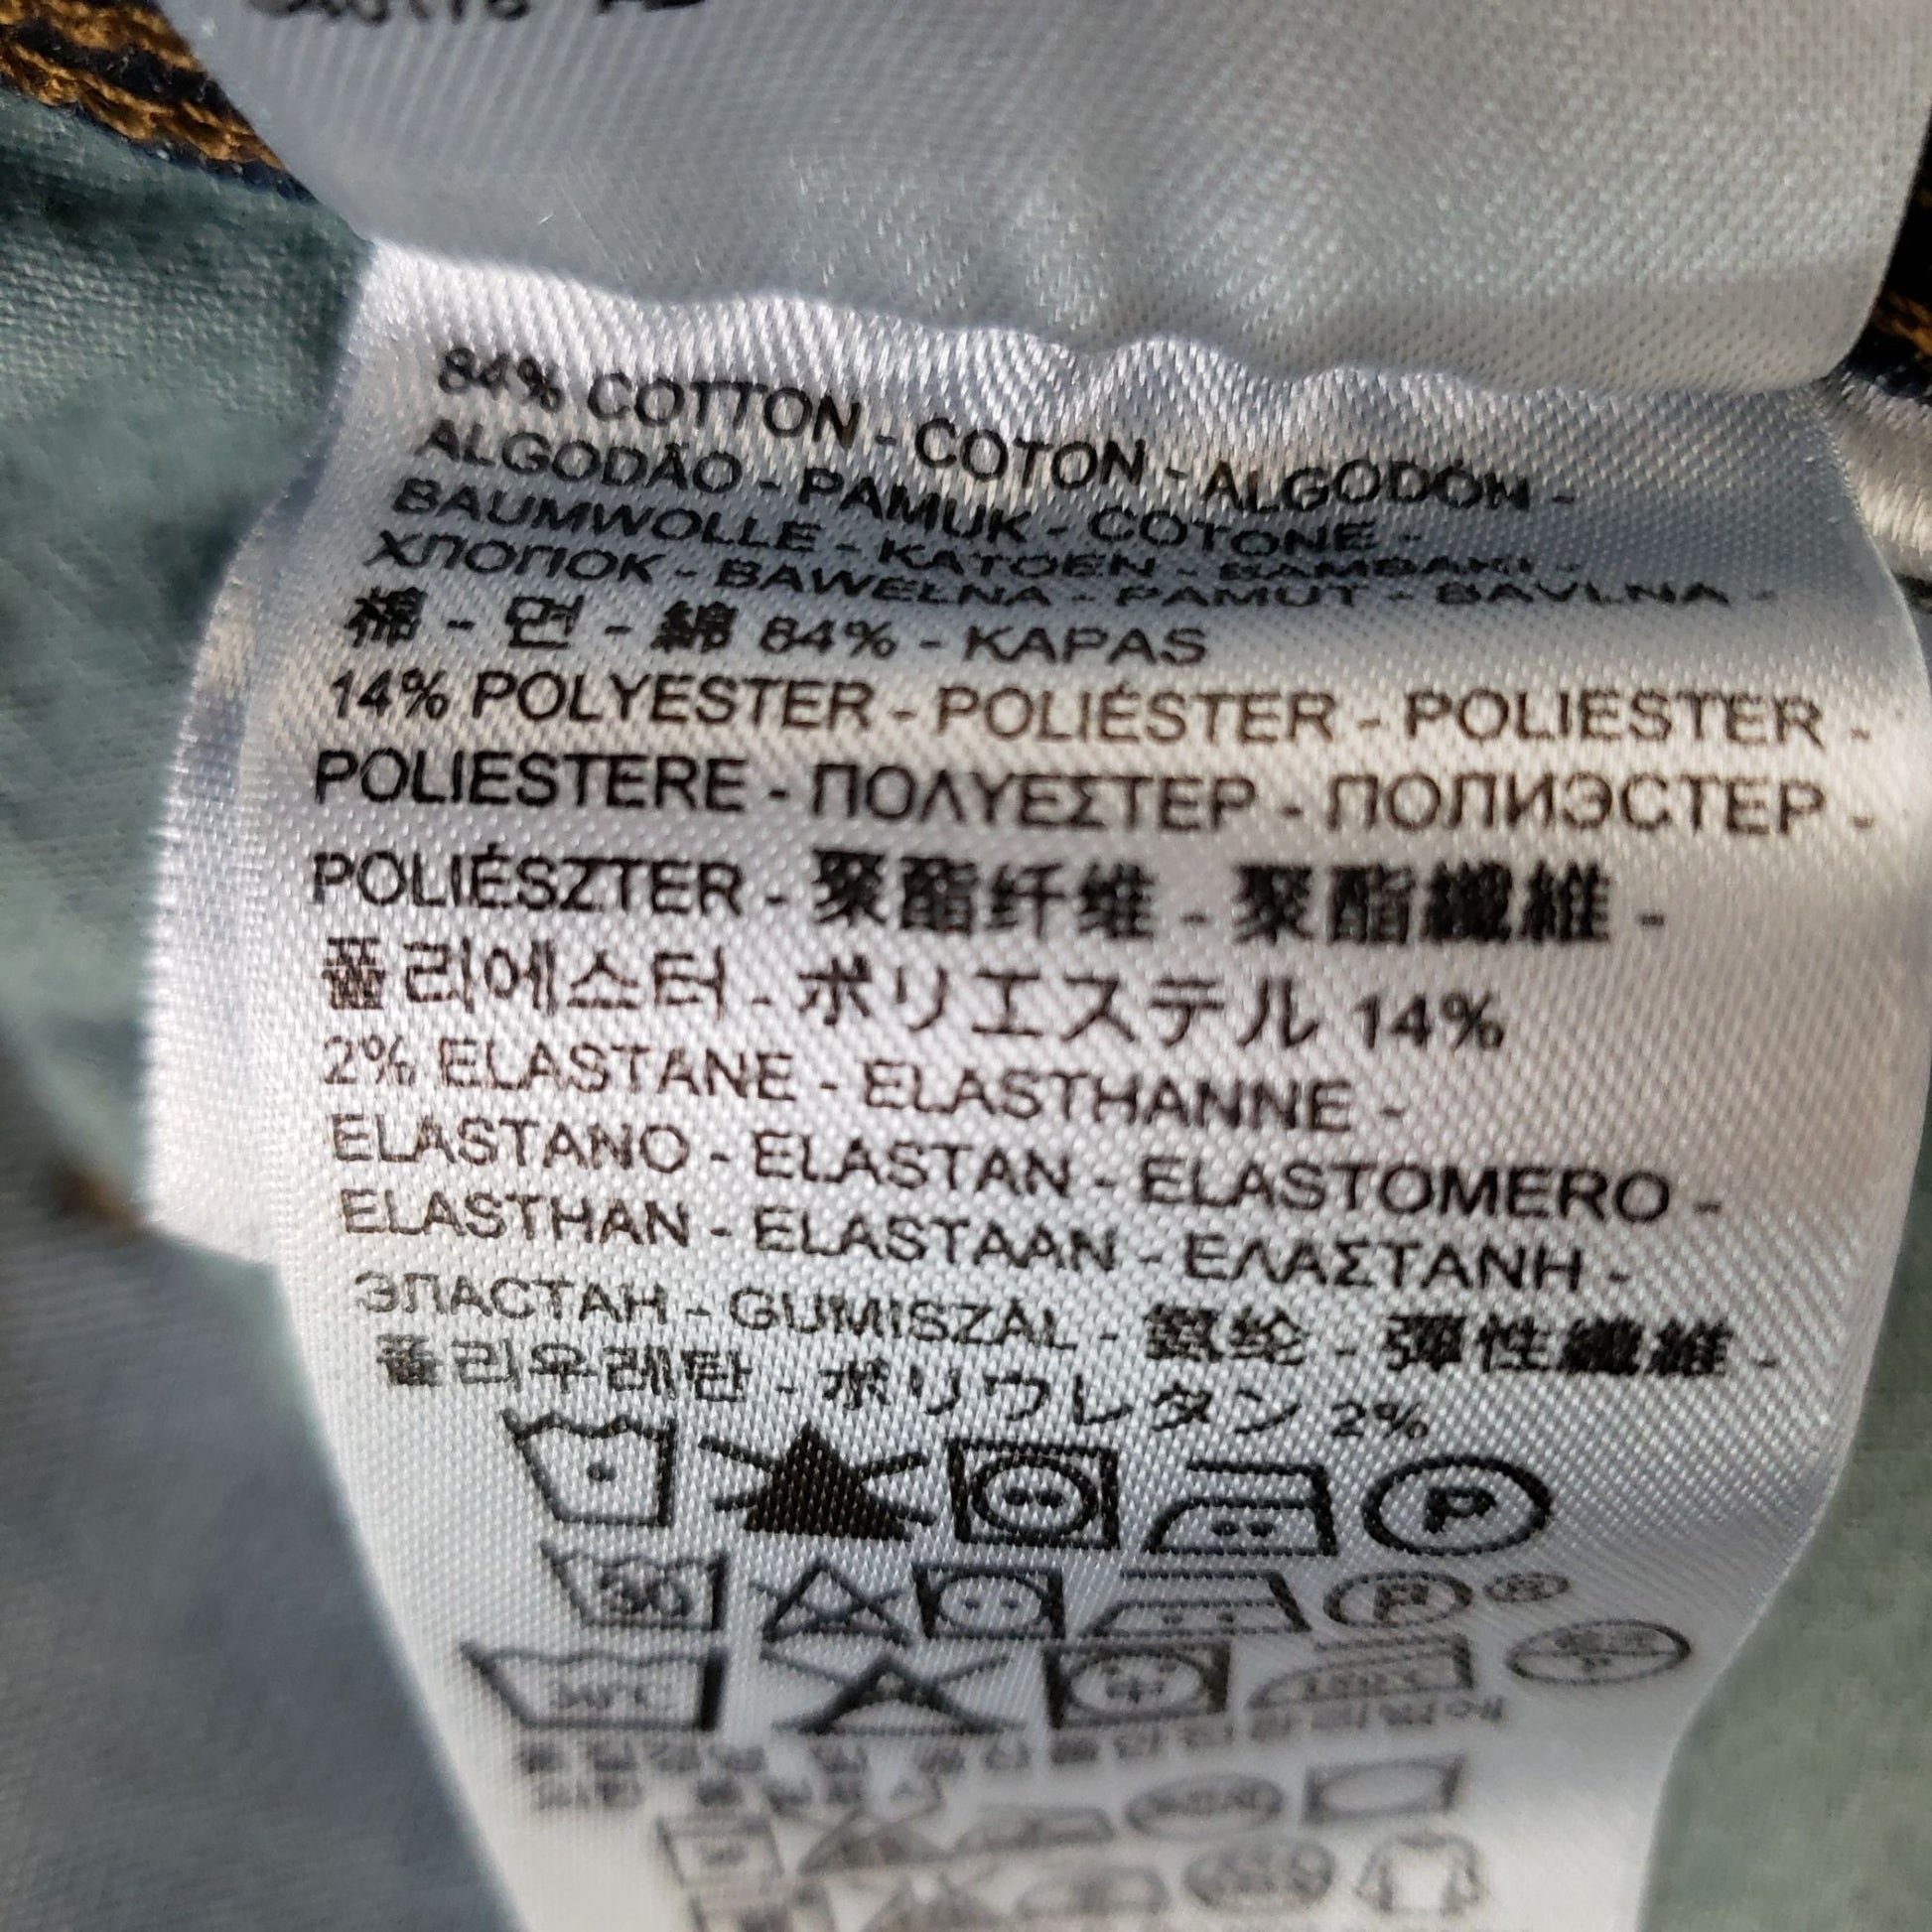 84% COTTON - COTON - ALGODÓN -
ALGODÃO - PAMUK - COTONE -
BAUMWOLLE - KATOEN - BAMBAKI -
ХЛОПОК - BAWEŁNA - PAMUT - BAVLNA -
棉 - 면 - 綿 84% - KAPAS
14% POLYESTER - POLIÉSTER - POLIESTER -
POLIESTERE - ΠΟΛΥΕΣΤΕΡ - ПОЛИЭСТЕР -
POLIÉSZTER - 聚酯纤维 - 聚酯纖維 -
폴리에스터 - ポリエステル 14%
2% ELASTANE - ELASTHANNE -
ELASTANO - ELASTAN - ELASTOMERO -
ELASTHAN - ELASTAAN - ΕΛΑΣΤΑΝΗ -
ЭЛАСТАН - GUMISZÁL - 氨纶 - 彈性纖維 -
폴리우레탄 - ポリウレタン 2%
P
30 P